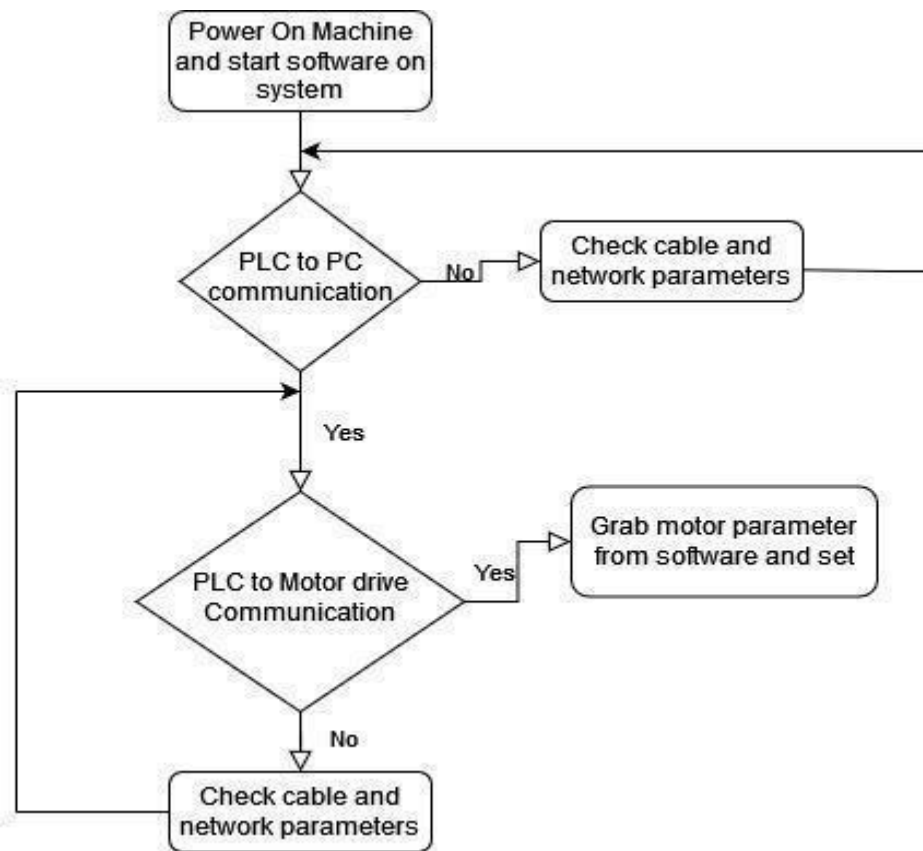 Power On Machine
and start software on
system
PLC to PC
communication
No
Check cable and
network parameters
Yes
PLC to Motor drive
Communication
Yes
Grab motor parameter
from software and set
No
Check cable and
network parameters